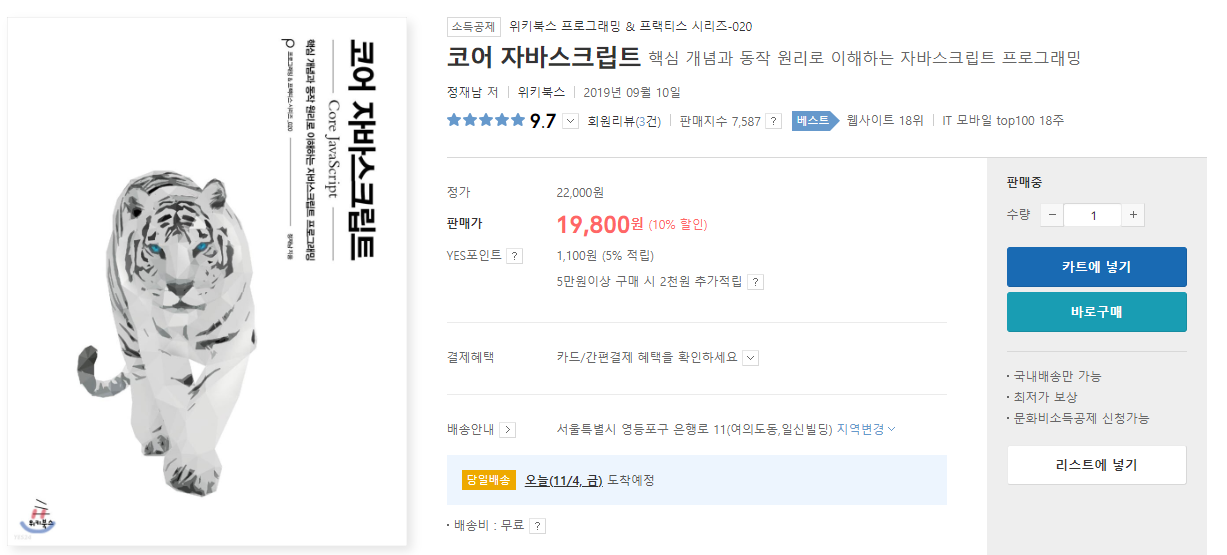 코어 자바스크립트
Core JavaScript
핵심 개념과 동작 원리로 이해하는 자바스크립트 프로그래밍
정재남 지음
위키북스
소득공제 위키북스 프로그래밍 & 프랙티스 시리즈-020
코어 자바스크립트 핵심 개념과 동작 원리로 이해하는 자바스크립트 프로그래밍
정재남 저 | 위키북스 | 2019년 09월 10일
9.7 회원리뷰(3건) | 판매지수 7,587 ? 베스트 웹사이트 18위 | IT 모바일 top100 18주
정가 22,000원
판매가 19,800원 (10% 할인)
YES포인트 ? 1,100원 (5% 적립)
5만원이상 구매 시 2천원 추가적립 ?
결제혜택 카드/간편결제 혜택을 확인하세요
배송안내 서울특별시 영등포구 은행로 11(여의도동,일신빌딩) 지역변경
당일배송 오늘(11/4, 금) 도착예정
· 배송비 : 무료 ?
판매중
수량 - 1 +
카트에 넣기
바로구매
· 국내배송만 가능
· 최저가 보상
· 문화비소득공제 신청가능
리스트에 넣기